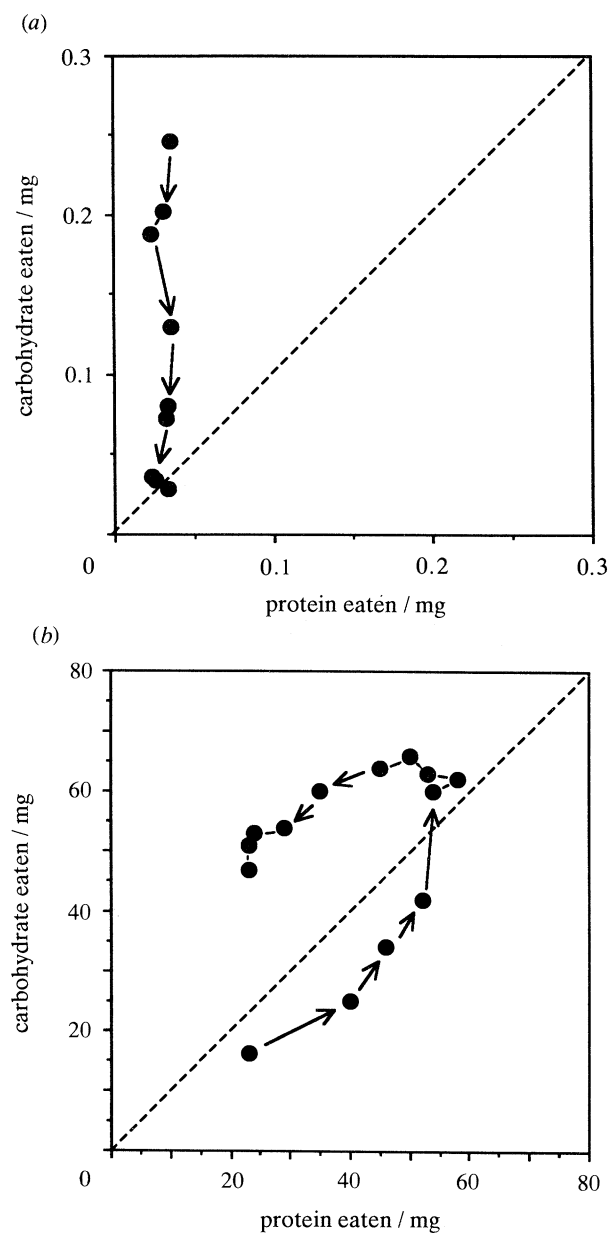 (a)
0.3
0.2
0.1
0
0.1
0.2
0.3
carbohydrate eaten / mg
protein eaten / mg
(b)
80
60
40
20
0
20
40
60
80
carbohydrate eaten / mg
protein eaten / mg